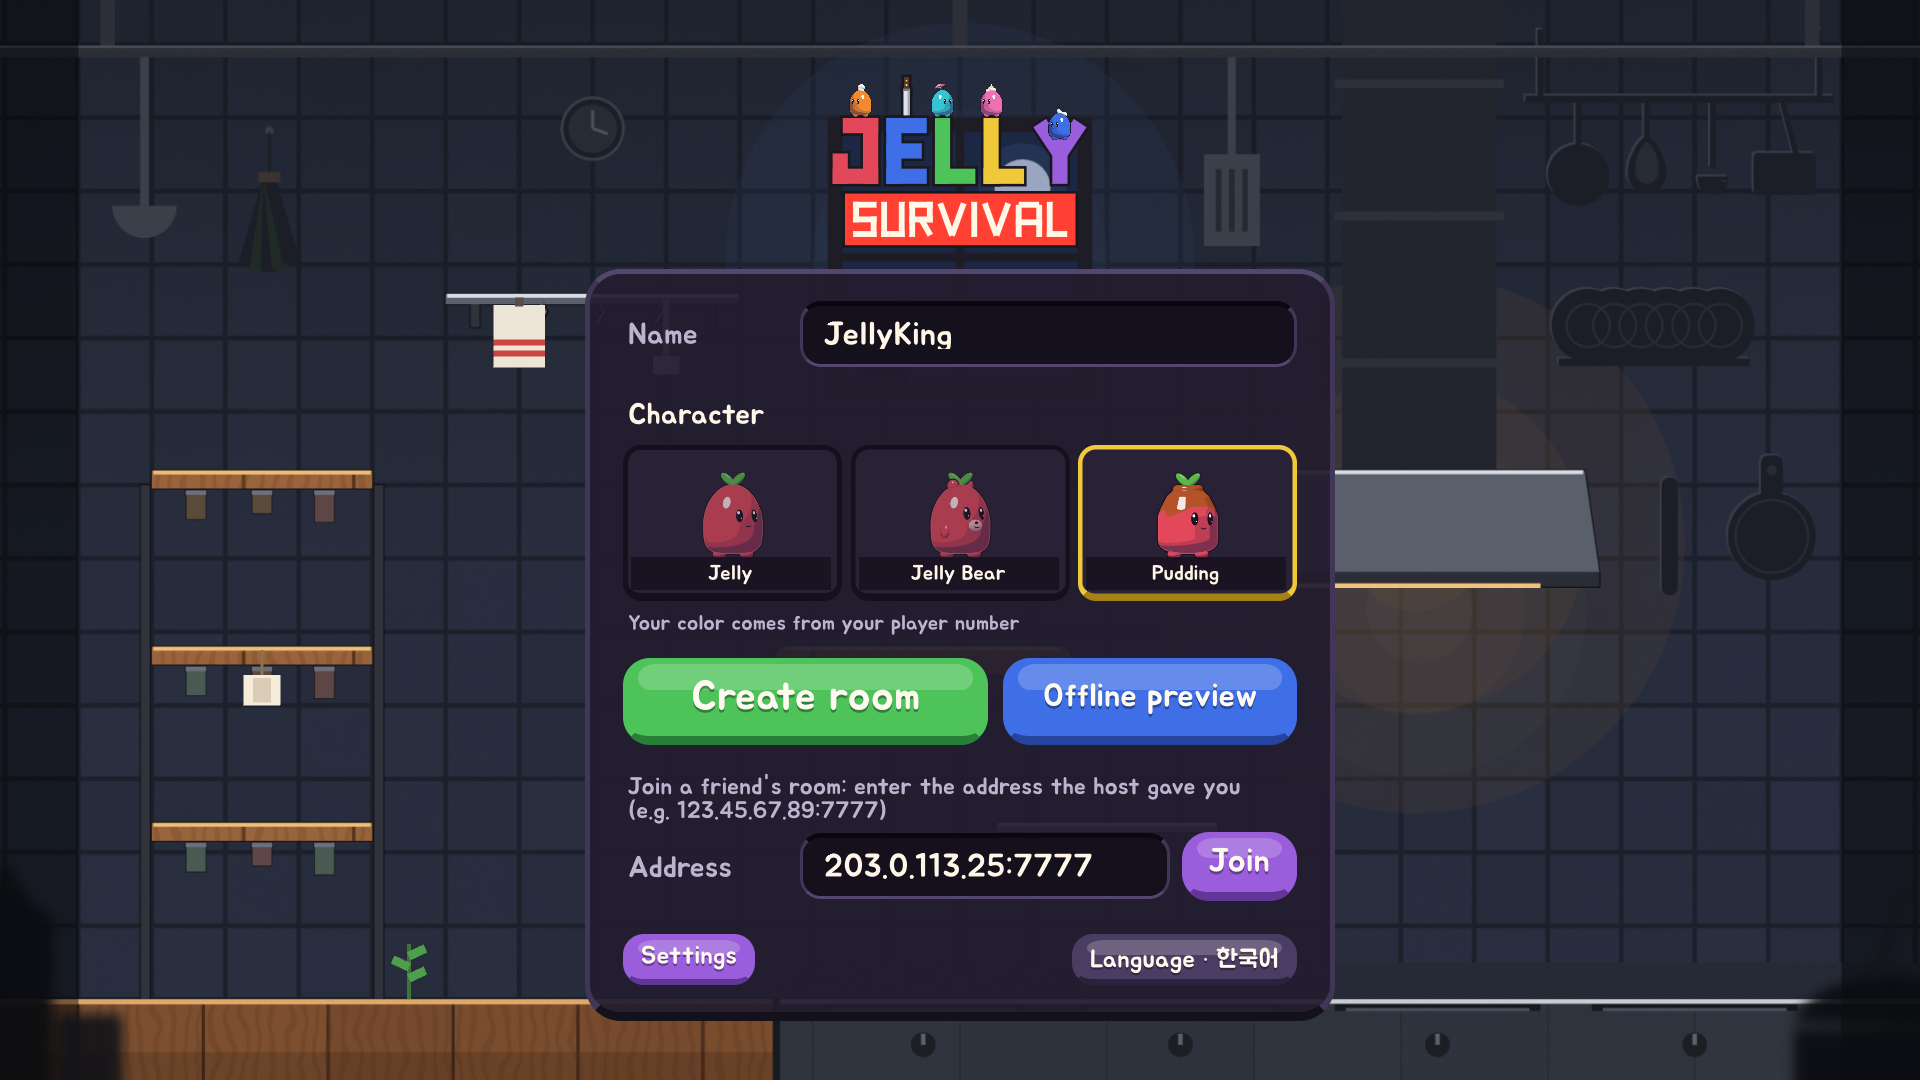 JELLY
SURVIVAL
Name
JellyKing
Character
Jelly
Jelly Bear
Pudding
Your color comes from your player number
Create room
Offline preview
Join a friend's room: enter the address the host gave you
(e.g. 123.45.67.89:7777)
Address
203.0.113.25:7777
Join
Settings
Language · 한국어